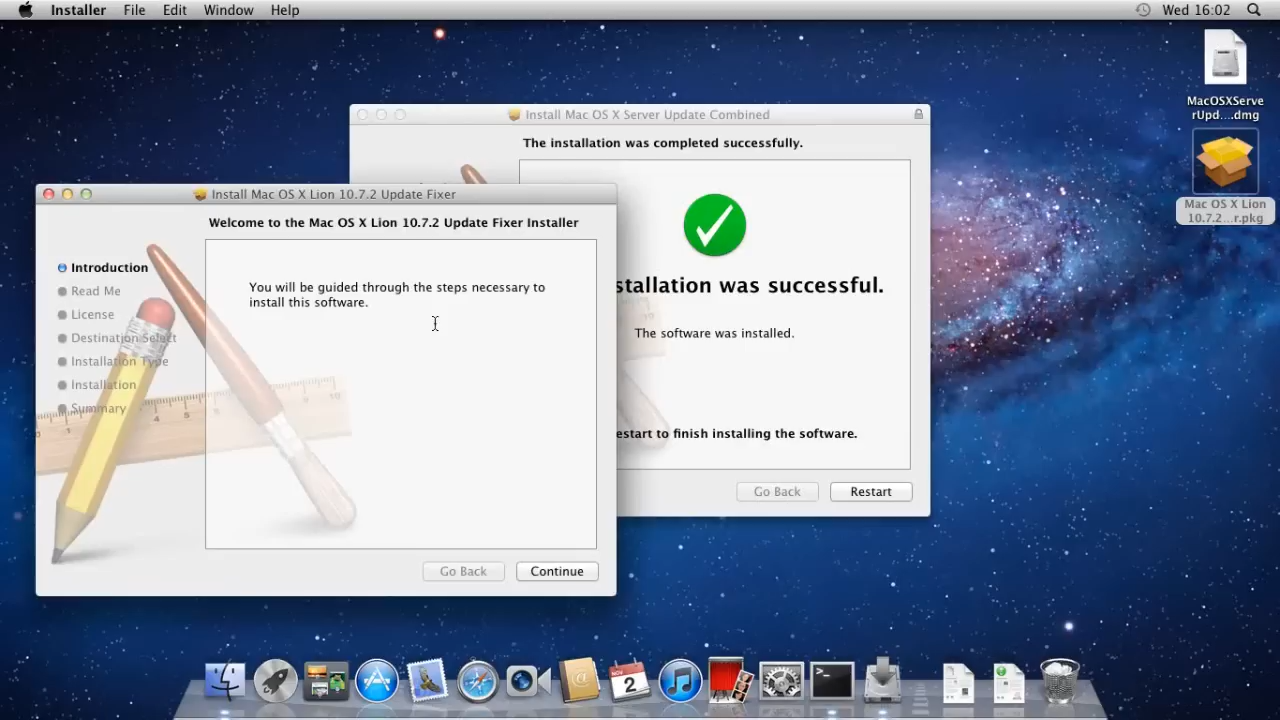 Installer File Edit Window Help Wed 16:02
MacOSXServe
rUpd....dmg
Mac OS X Lion
10.7.2...r.pkg
Install Mac OS X Server Update Combined
The installation was completed successfully.
stallation was successful.
The software was installed.
estart to finish installing the software.
Go Back Restart
Install Mac OS X Lion 10.7.2 Update Fixer
Welcome to the Mac OS X Lion 10.7.2 Update Fixer Installer
Introduction
Read Me
License
Destination Select
Installation Type
Installation
Summary
You will be guided through the steps necessary to
install this software.
Go Back Continue
NOV
2